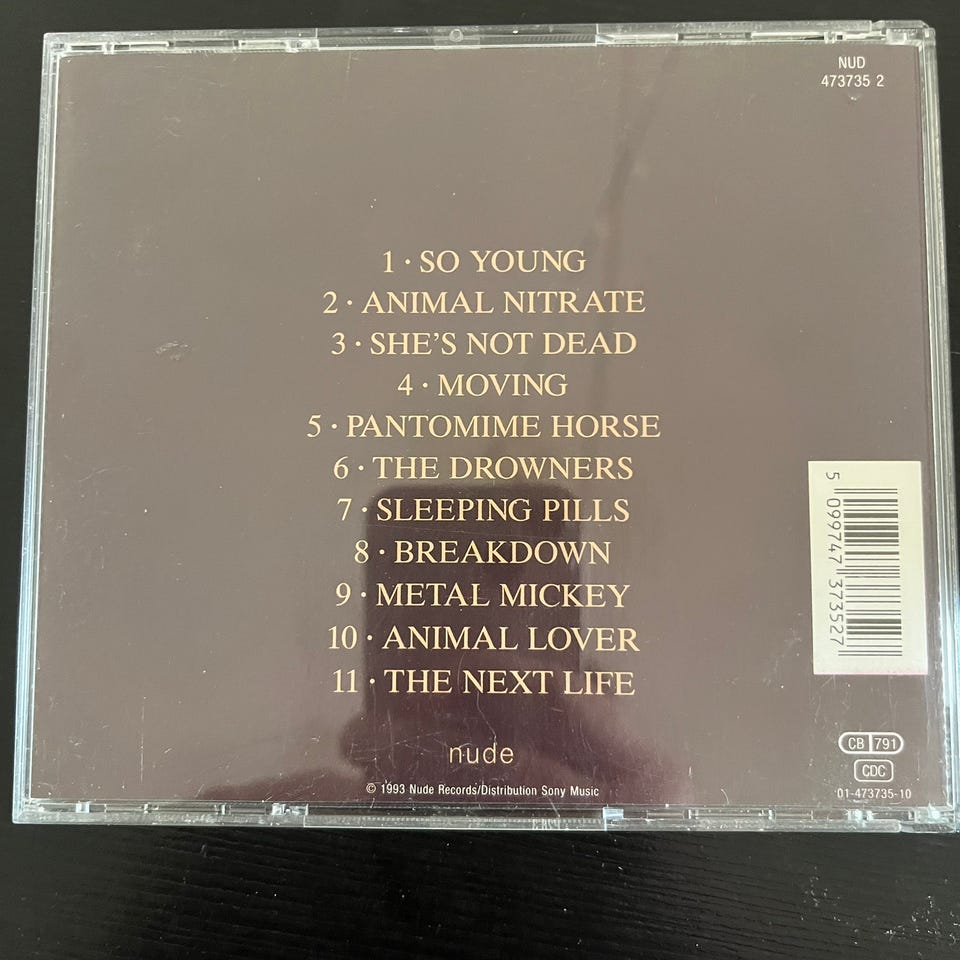 NUD
473735 2
1 · SO YOUNG
2 · ANIMAL NITRATE
3 · SHE'S NOT DEAD
4 · MOVING
5 · PANTOMIME HORSE
6 · THE DROWNERS
7 · SLEEPING PILLS
8 · BREAKDOWN
9 · METAL MICKEY
10 · ANIMAL LOVER
11 · THE NEXT LIFE
5 099747 373527
nude
© 1993 Nude Records/Distribution Sony Music
CB 791
CDC
01-473735-10